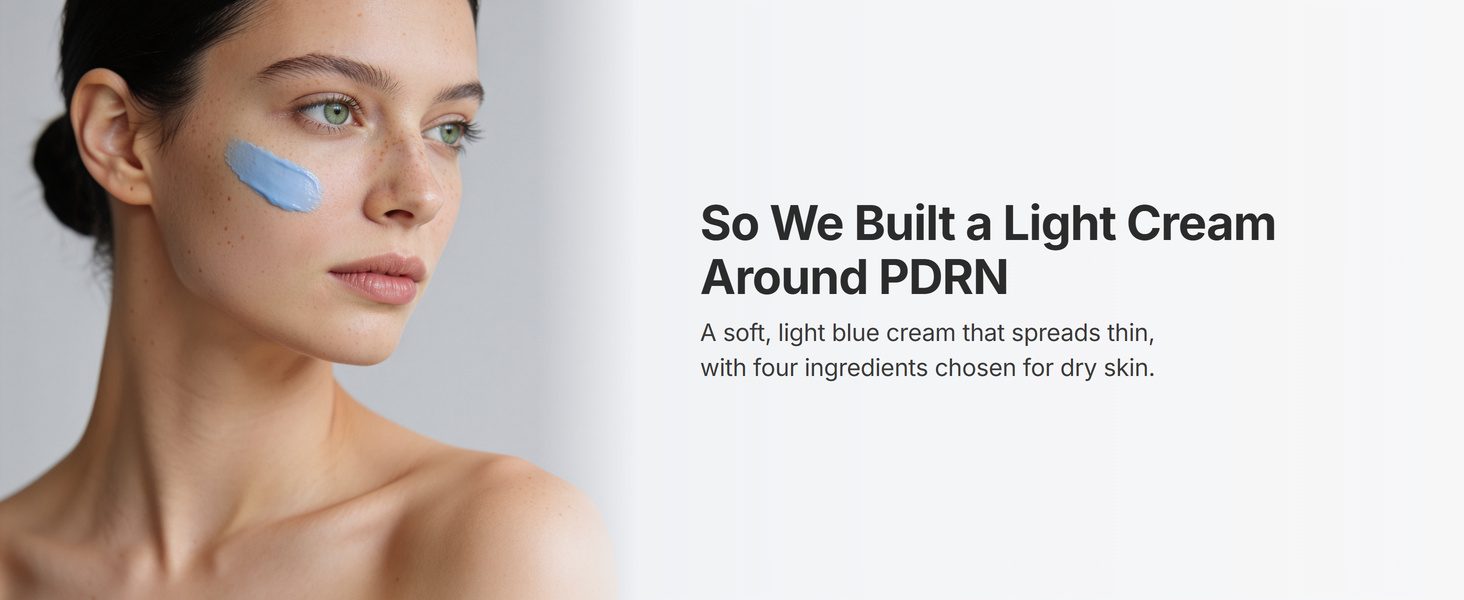 So We Built a Light Cream
Around PDRN
A soft, light blue cream that spreads thin,
with four ingredients chosen for dry skin.